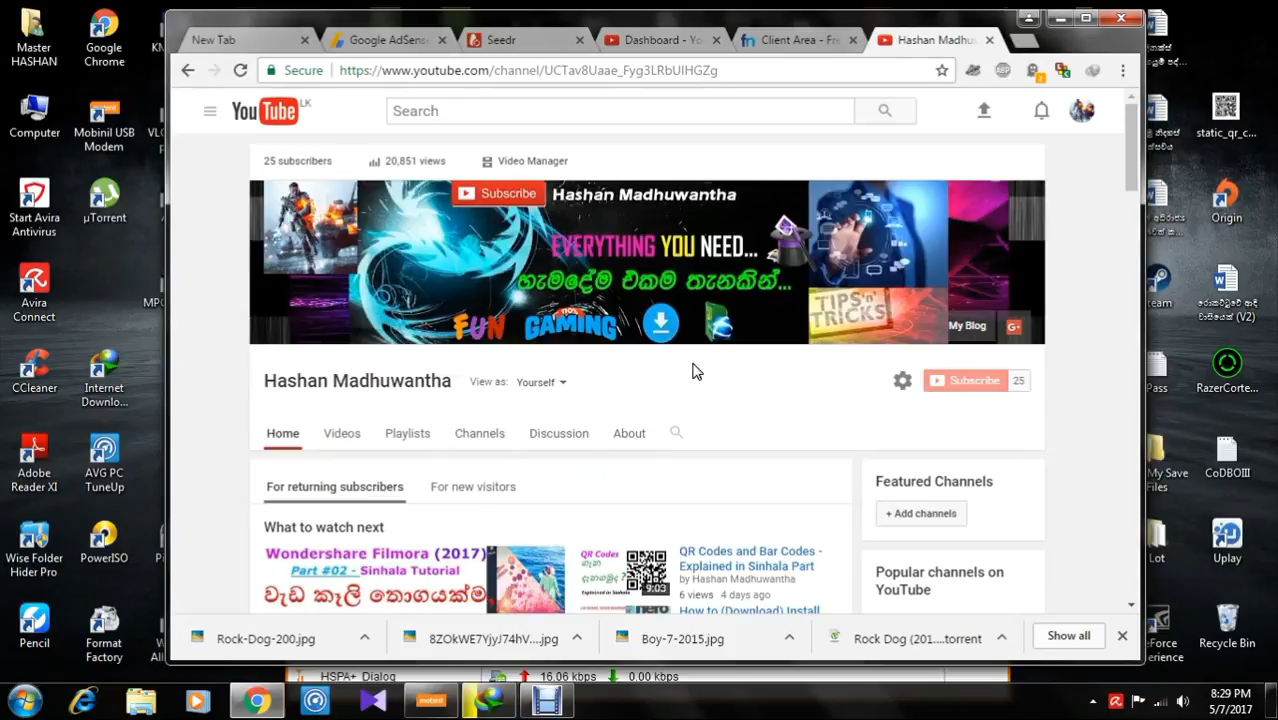 Master HASHAN
Google Chrome
Computer
Mobinil USB Modem
Start Avira Antivirus
µTorrent
Avira Connect
CCleaner
Internet Downlo...
Adobe Reader XI
AVG PC TuneUp
Wise Folder Hider Pro
PowerISO
Pencil
Format Factory
New Tab
Google AdSens
Seedr
Dashboard - Yo
Client Area - Fre
Hashan Madhu
Secure
https://www.youtube.com/channel/UCTav8Uaae_Fyg3LRbUlHGZg
YouTube LK
Search
25 subscribers
20,851 views
Video Manager
Subscribe
Hashan Madhuwantha
EVERYTHING YOU NEED...
හැමදේම එකම තැනකින්...
FUN
GAMING
TIPS 'n' TRICKS
My Blog
G+
Hashan Madhuwantha
View as:
Yourself
Subscribe
25
Home
Videos
Playlists
Channels
Discussion
About
For returning subscribers
For new visitors
What to watch next
Wondershare Filmora (2017)
Part #02 - Sinhala Tutorial
වැඩ කෑලි තොගයක්ම
QR Codes
9:03
QR Codes and Bar Codes -
Explained in Sinhala Part
by Hashan Madhuwantha
6 views 4 days ago
How to (Download) Install
Featured Channels
+ Add channels
Popular channels on
YouTube
Rock-Dog-200.jpg
8ZOkWE7YjyJ74hV....jpg
Boy-7-2015.jpg
Rock Dog (201....torrent
Show all
HSPA+ Dialog
16.06 kbps
0.00 kbps
static_qr_c...
Origin
RazerCorte...
Pass
My Save Files
CoDBOIII
Lot
Uplay
Recycle Bin
8:29 PM
5/7/2017